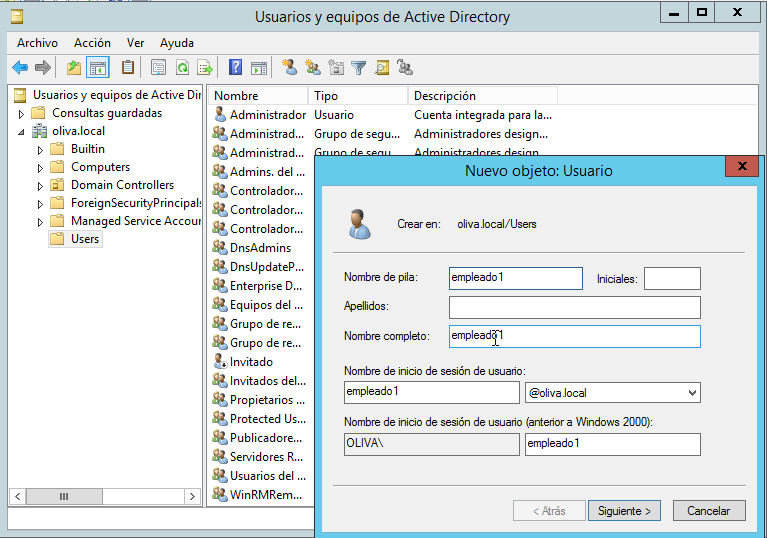 Usuarios y equipos de Active Directory
Archivo Acción Ver Ayuda
Usuarios y equipos de Active Dir
Consultas guardadas
oliva.local
Builtin
Computers
Domain Controllers
ForeignSecurityPrincipals
Managed Service Accour
Users
Nombre Tipo Descripción
Administrador Usuario Cuenta integrada para la...
Administrad... Grupo de segu... Administradores design...
Administrad... Grupo de segu... Administradores design...
Admins. del ...
Controlador...
Controlador...
Controlador...
DnsAdmins
DnsUpdateP...
Enterprise D...
Equipos del ...
Grupo de re...
Grupo de re...
Invitado
Invitados del...
Propietarios ...
Protected Us...
Publicadore...
Servidores R...
Usuarios del ...
WinRMRem...
Nuevo objeto: Usuario
Crear en: oliva.local/Users
Nombre de pila: empleado1 Iniciales:
Apellidos:
Nombre completo: empleado1
Nombre de inicio de sesión de usuario:
empleado1 @oliva.local
Nombre de inicio de sesión de usuario (anterior a Windows 2000):
OLIVA\ empleado1
< Atrás Siguiente > Cancelar